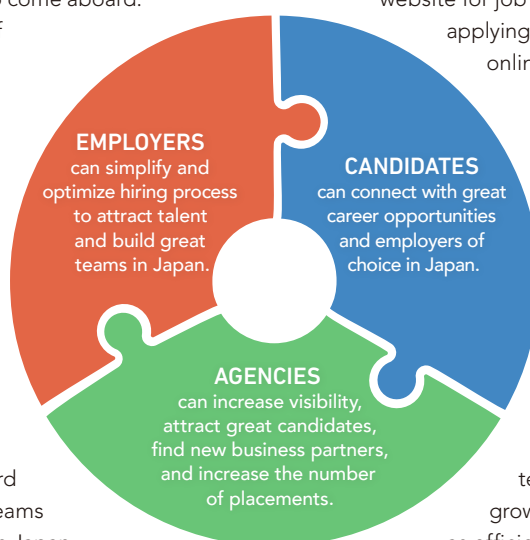 come aboard.
website for job
applying
EMPLOYERS
can simplify and
optimize hiring process
to attract talent
and build great
teams in Japan.
CANDIDATES
can connect with great
career opportunities
and employers of
choice in Japan.
AGENCIES
can increase visibility,
attract great candidates,
find new business partners,
and increase the number
of placements.